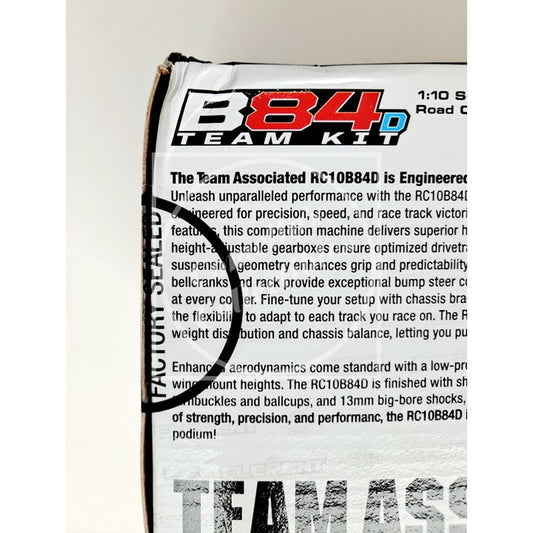 B84D
TEAM KIT
1:10 S
Road
The Team Associated RC10B84D is Engineered
Unleash unparalleled performance with the RC10B84D
engineered for precision, speed, and race track victori
features, this competition machine delivers superior h
height-adjustable gearboxes ensure optimized drivetr
suspension geometry enhances grip and predictability
bellcranks and rack provide exceptional bump steer co
at every corner. Fine-tune your setup with chassis bra
the flexibility to adapt to each track you race on. The R
weight distribution and chassis balance, letting you pu
Enhanced aerodynamics come standard with a low-pro
wing mount heights. The RC10B84D is finished with sh
turnbuckles and ballcups, and 13mm big-bore shocks,
of strength, precision, and performanc, the RC10B84D i
podium!
TEAM ASS
FACTORY SEALED